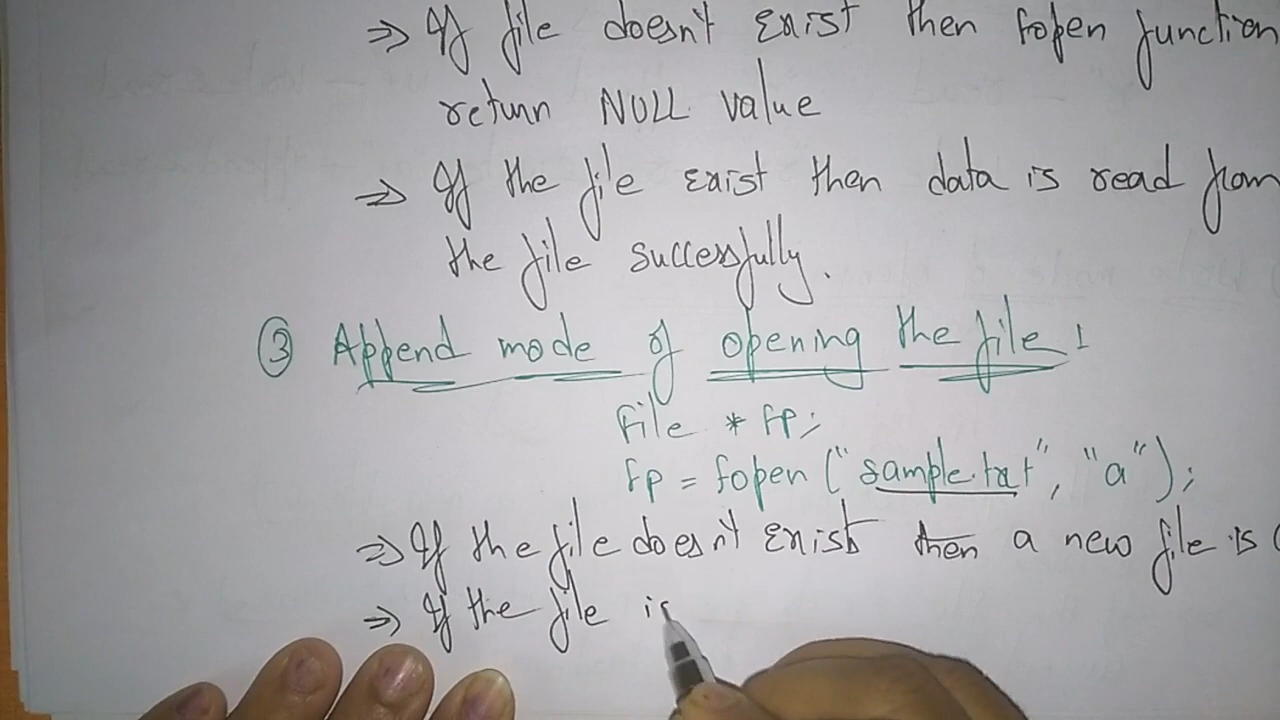 ⇒ If file doesn't Exist then fopen function
return NULL value
⇒ If the file Exist then data is read from
the file successfully.
③ Append mode of opening the file:
File * FP;
FP = fopen ("sample.txt", "a");
⇒ If the file doesn't Exist then a new file is
⇒ If the file is